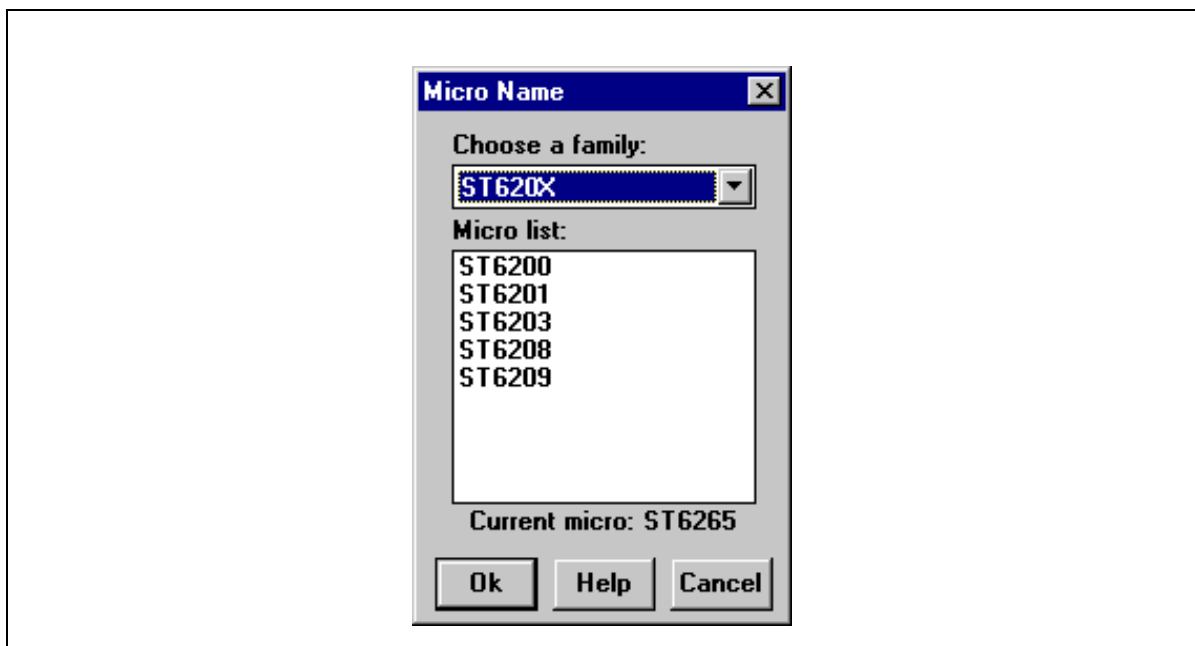 Micro Name
Choose a family:
ST620X
Micro list:
ST6200
ST6201
ST6203
ST6208
ST6209
Current micro: ST6265
Ok Help Cancel